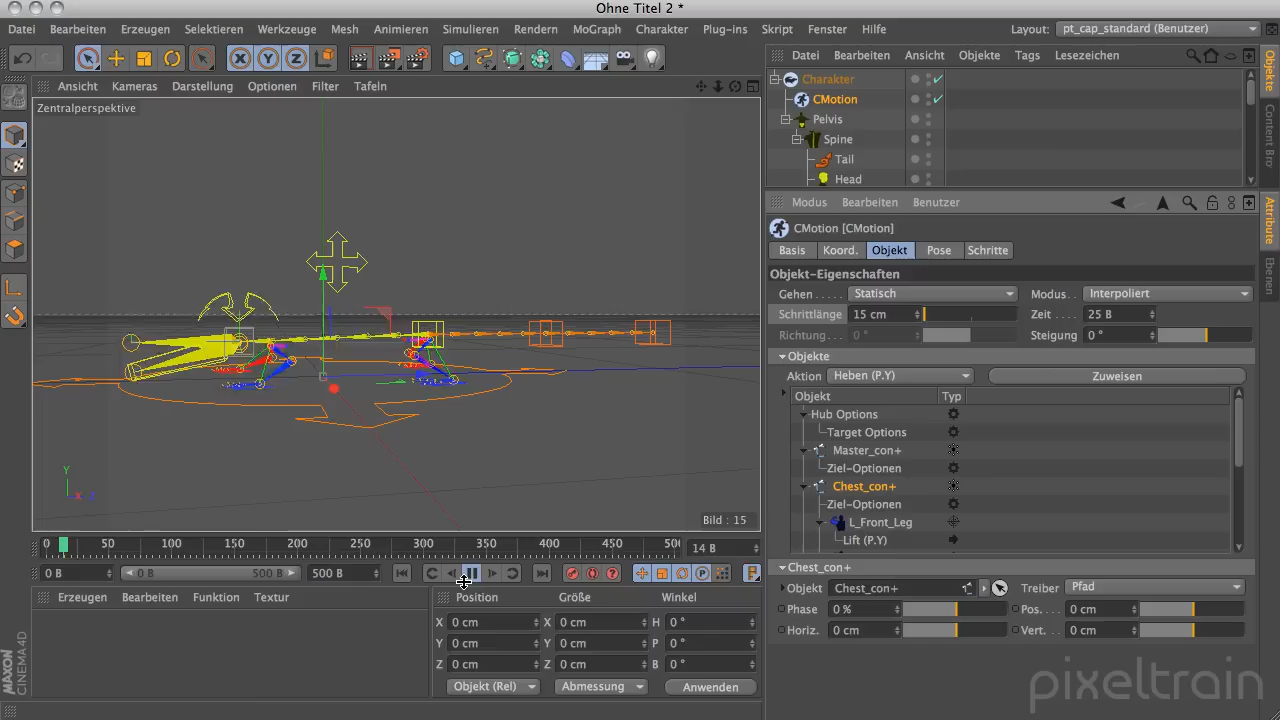 Ohne Titel 2 *
Datei Bearbeiten Erzeugen Selektieren Werkzeuge Mesh Animieren Simulieren Rendern MoGraph Charakter Plug-ins Skript Fenster Hilfe Layout: pt_cap_standard (Benutzer)
X Y Z
Ansicht Kameras Darstellung Optionen Filter Tafeln
Zentralperspektive
Y
X Z
Bild : 15
0 50 100 150 200 250 300 350 400 450 500
14 B
0 B 0 B 500 B 500 B
Erzeugen Bearbeiten Funktion Textur
Position Größe Winkel
X 0 cm X 0 cm H 0 °
Y 0 cm Y 0 cm P 0 °
Z 0 cm Z 0 cm B 0 °
Objekt (Rel) Abmessung Anwenden
MAXON
CINEMA 4D
Datei Bearbeiten Ansicht Objekte Tags Lesezeichen
Charakter
CMotion
Pelvis
Spine
Tail
Head
Objekte
Content Bro
Modus Bearbeiten Benutzer
CMotion [CMotion]
Basis Koord. Objekt Pose Schritte
Objekt-Eigenschaften
Gehen Statisch Modus: Interpoliert
Schrittlänge 15 cm Zeit 25 B
Richtung 0 ° Steigung 0 °
Objekte
Aktion Heben (P.Y) Zuweisen
Objekt Typ
Hub Options
Target Options
Master_con+
Ziel-Optionen
Chest_con+
Ziel-Optionen
L_Front_Leg
Lift (P.Y)
Chest_con+
Objekt Chest_con+ Treiber Pfad
Phase 0 % Pos. 0 cm
Horiz. 0 cm Vert. 0 cm
Attribute
Ebenen
pixeltrain